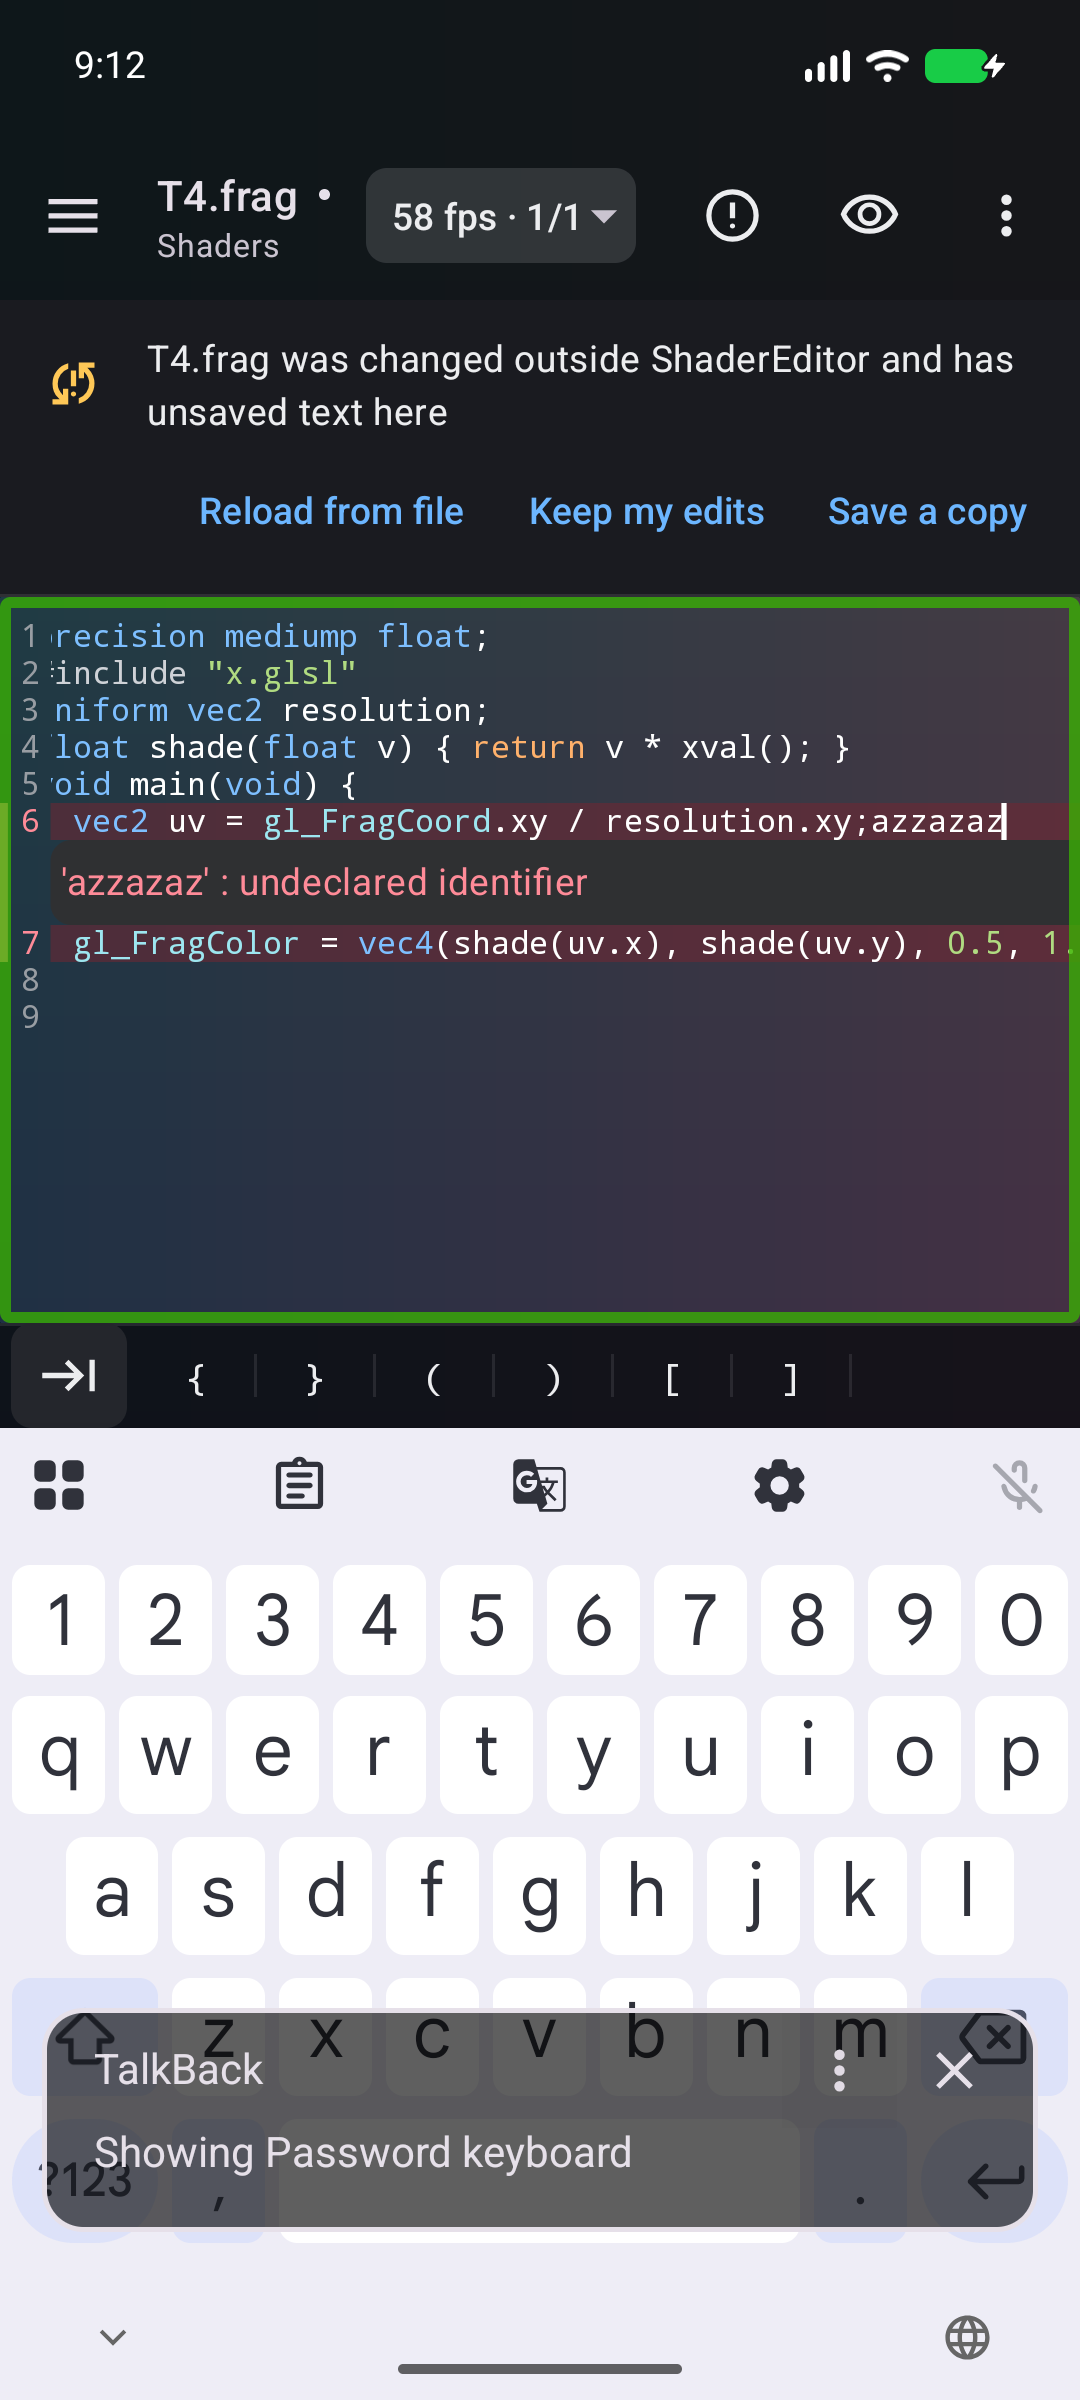 9:12
T4.frag •
Shaders
58 fps · 1/1
T4.frag was changed outside ShaderEditor and has
unsaved text here
Reload from file
Keep my edits
Save a copy
1 recision mediump float;
2 include "x.glsl"
3 niform vec2 resolution;
4 loat shade(float v) { return v * xval(); }
5 oid main(void) {
6 vec2 uv = gl_FragCoord.xy / resolution.xy;azzazaz
'azzazaz' : undeclared identifier
7 gl_FragColor = vec4(shade(uv.x), shade(uv.y), 0.5, 1.
8
9
{ } ( ) [ ]
1 2 3 4 5 6 7 8 9 0
q w e r t y u i o p
a s d f g h j k l
z x c v b n m
TalkBack
Showing Password keyboard
?123 , .